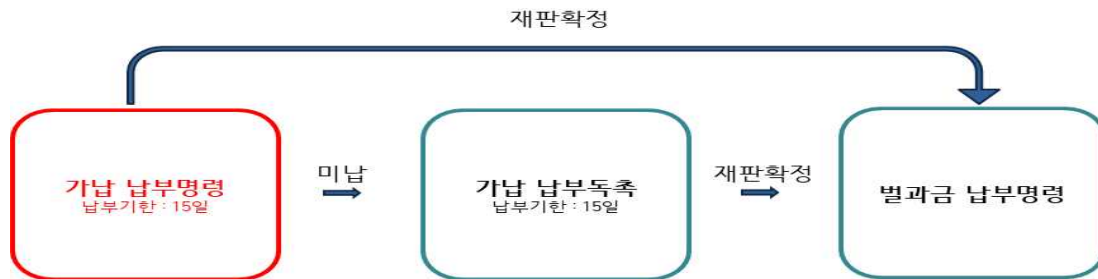 재판확정
가납 납부명령
납부기한 : 15일
미납
가납 납부독촉
납부기한 : 15일
재판확정
벌과금 납부명령